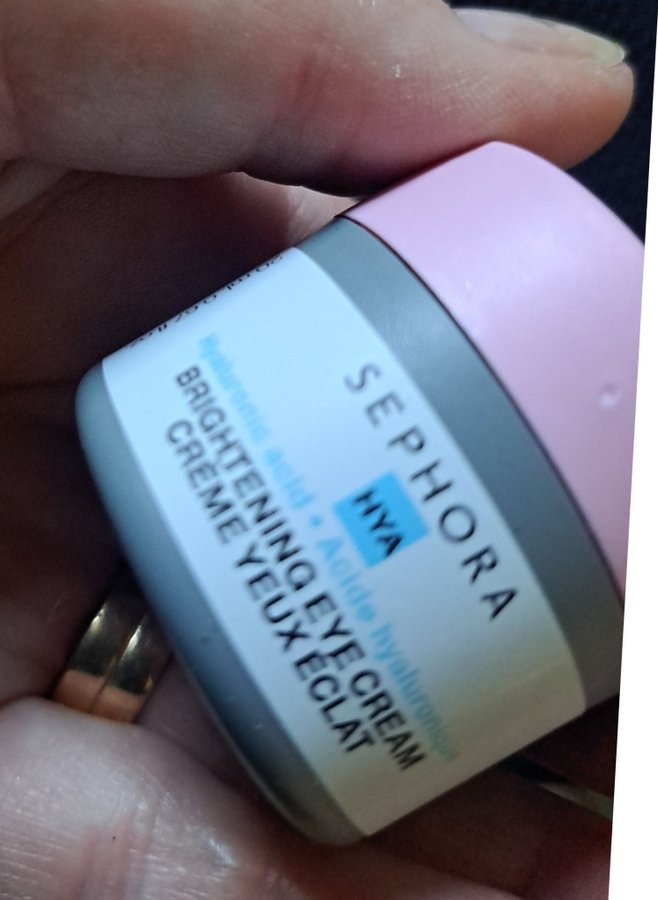 SEPHORA
HYA
Hyaluronic acid • Acide hyaluronique
BRIGHTENING EYE CREAM
CRÈME YEUX ÉCLAT